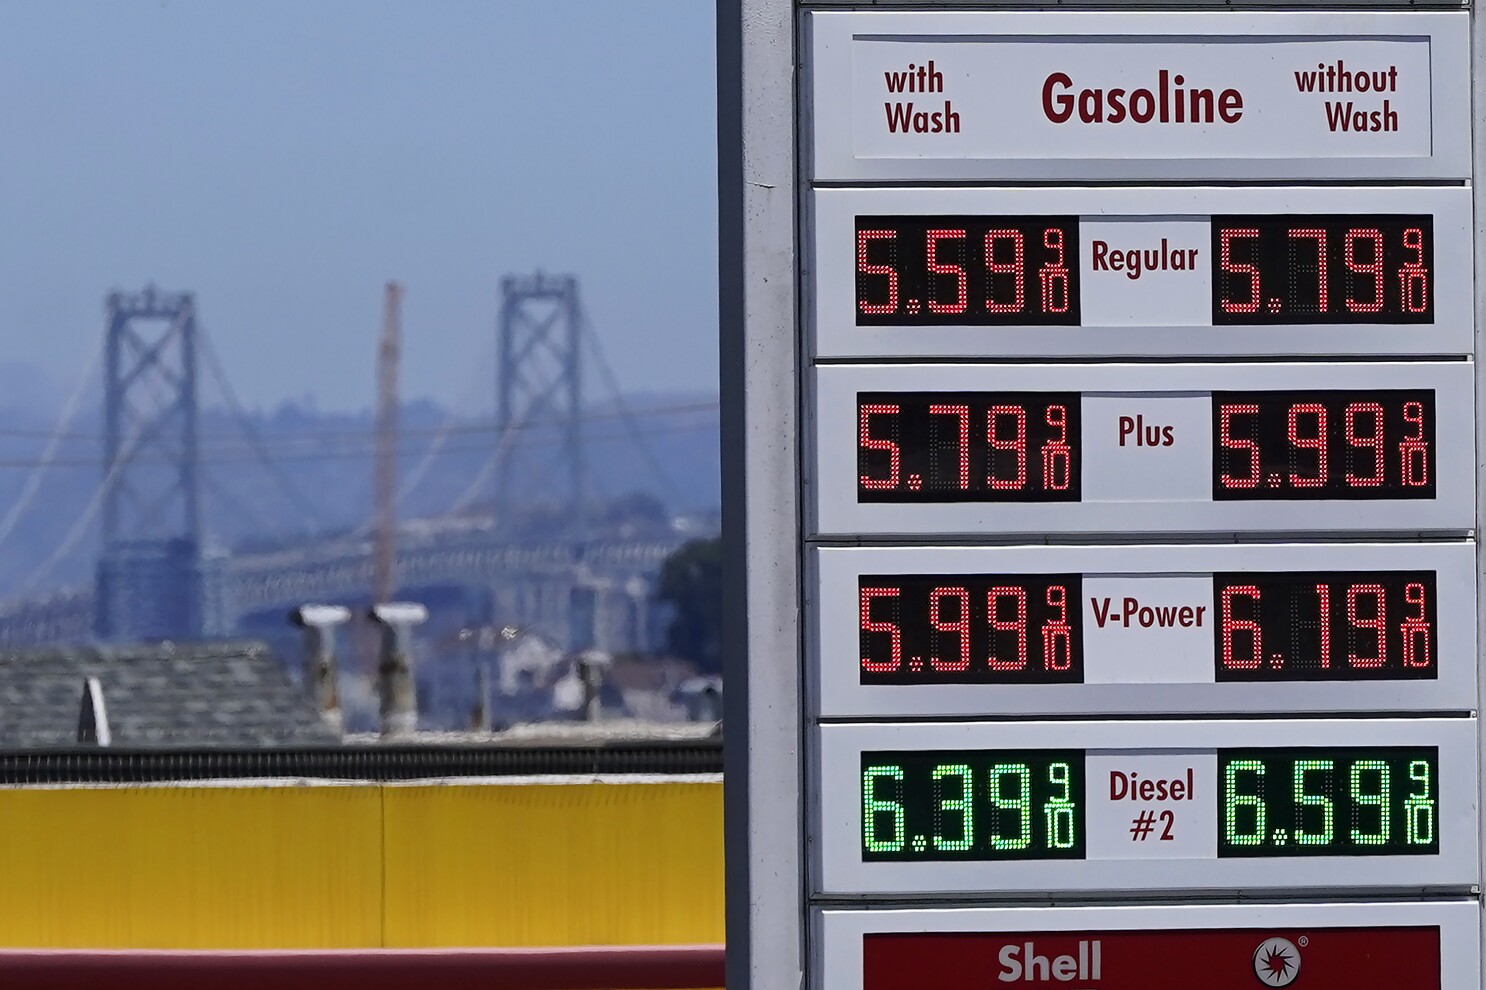 with Wash Gasoline without Wash
5.59 9/10 Regular 5.79 9/10
5.79 9/10 Plus 5.99 9/10
5.99 9/10 V-Power 6.19 9/10
6.39 9/10 Diesel #2 6.59 9/10
Shell ®